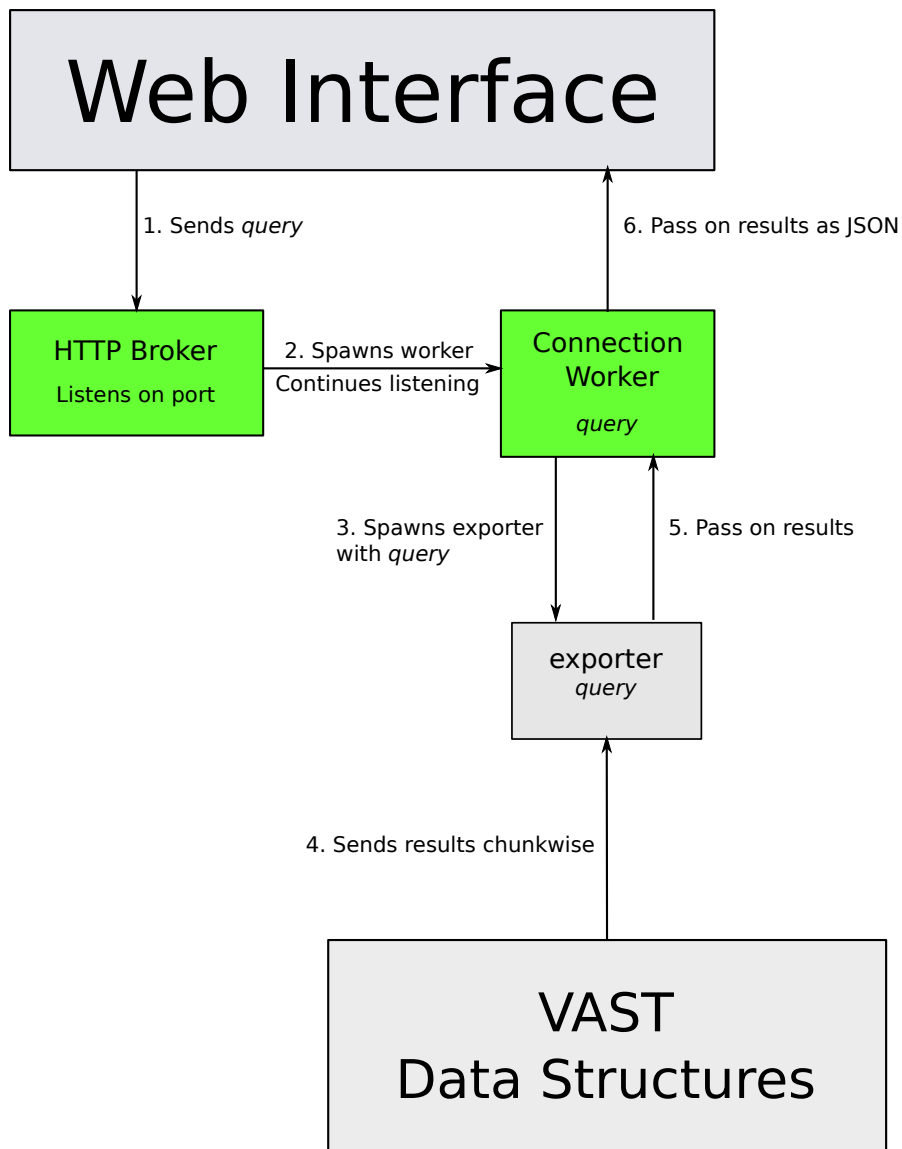 Web Interface
1. Sends query
6. Pass on results as JSON
HTTP Broker
Listens on port
2. Spawns worker
Continues listening
Connection
Worker
query
3. Spawns exporter
with query
5. Pass on results
exporter
query
4. Sends results chunkwise
VAST
Data Structures